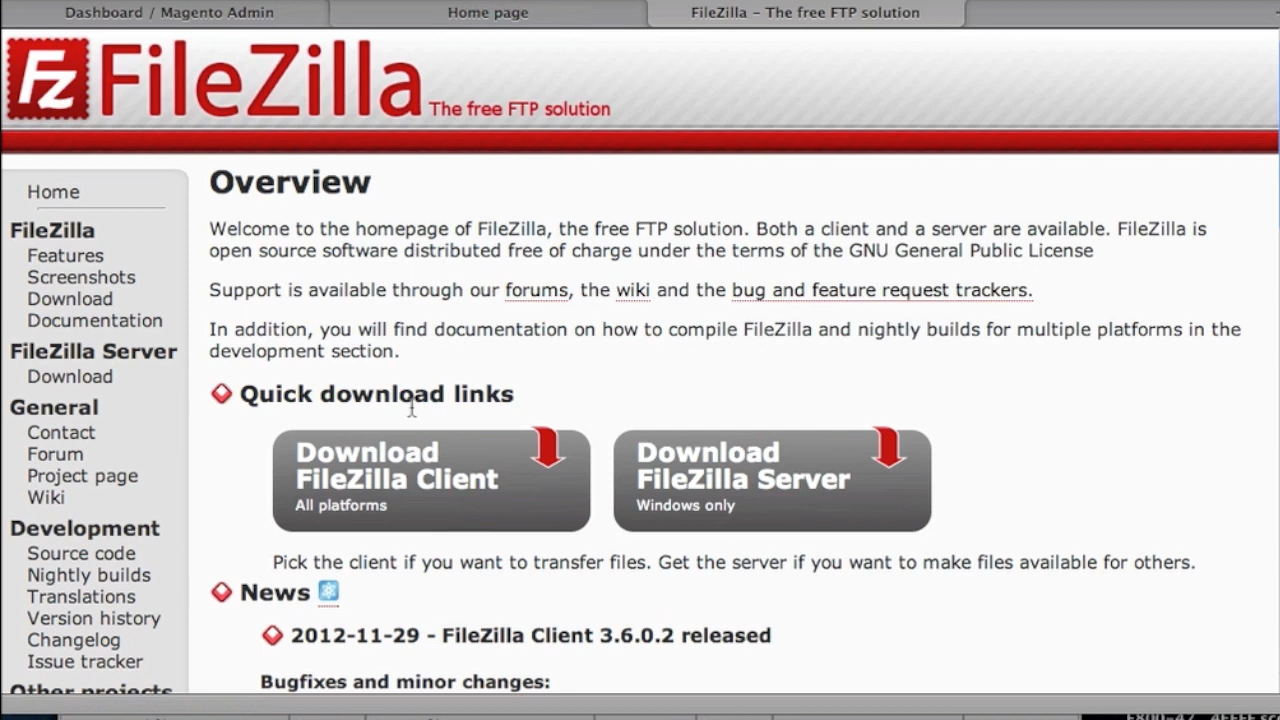 Dashboard / Magento Admin
Home page
FileZilla – The free FTP solution
Fz FileZilla The free FTP solution
Home
FileZilla
Features
Screenshots
Download
Documentation
FileZilla Server
Download
General
Contact
Forum
Project page
Wiki
Development
Source code
Nightly builds
Translations
Version history
Changelog
Issue tracker
Other projects
Overview
Welcome to the homepage of FileZilla, the free FTP solution. Both a client and a server are available. FileZilla is
open source software distributed free of charge under the terms of the GNU General Public License
Support is available through our forums, the wiki and the bug and feature request trackers.
In addition, you will find documentation on how to compile FileZilla and nightly builds for multiple platforms in the
development section.
Quick download links
Download
FileZilla Client
All platforms
Download
FileZilla Server
Windows only
Pick the client if you want to transfer files. Get the server if you want to make files available for others.
News
2012-11-29 - FileZilla Client 3.6.0.2 released
Bugfixes and minor changes: